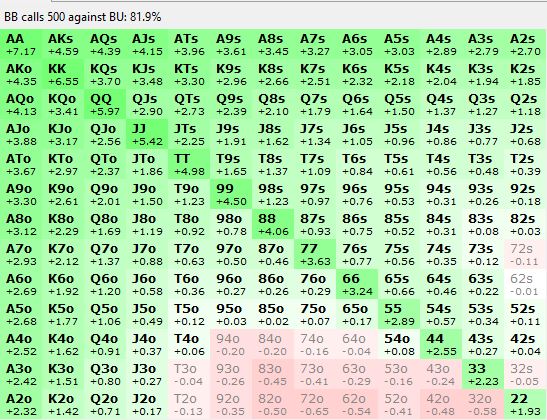 BB calls 500 against BU: 81.9%
AA AKs AQs AJs ATs A9s A8s A7s A6s A5s A4s A3s A2s
+7.17 +4.59 +4.39 +4.15 +3.96 +3.61 +3.45 +3.27 +3.05 +3.03 +2.89 +2.79 +2.70
AKo KK KQs KJs KTs K9s K8s K7s K6s K5s K4s K3s K2s
+4.35 +6.55 +3.70 +3.48 +3.30 +2.96 +2.66 +2.51 +2.32 +2.18 +2.04 +1.94 +1.85
AQo KQo QQ QJs QTs Q9s Q8s Q7s Q6s Q5s Q4s Q3s Q2s
+4.13 +3.41 +5.97 +2.90 +2.73 +2.39 +2.10 +1.79 +1.64 +1.50 +1.37 +1.27 +1.18
AJo KJo QJo JJ JTs J9s J8s J7s J6s J5s J4s J3s J2s
+3.88 +3.17 +2.56 +5.42 +2.25 +1.91 +1.62 +1.34 +1.05 +0.96 +0.86 +0.77 +0.68
ATo KTo QTo JTo TT T9s T8s T7s T6s T5s T4s T3s T2s
+3.67 +2.97 +2.37 +1.86 +4.98 +1.65 +1.37 +1.09 +0.84 +0.61 +0.56 +0.48 +0.39
A9o K9o Q9o J9o T9o 99 98s 97s 96s 95s 94s 93s 92s
+3.30 +2.61 +2.01 +1.50 +1.23 +4.50 +1.23 +0.97 +0.76 +0.53 +0.31 +0.26 +0.18
A8o K8o Q8o J8o T8o 98o 88 87s 86s 85s 84s 83s 82s
+3.12 +2.29 +1.69 +1.19 +0.92 +0.78 +4.06 +0.93 +0.75 +0.52 +0.31 +0.08 +0.03
A7o K7o Q7o J7o T7o 97o 87o 77 76s 75s 74s 73s 72s
+2.93 +2.12 +1.37 +0.88 +0.63 +0.50 +0.46 +3.63 +0.77 +0.56 +0.35 +0.12 -0.11
A6o K6o Q6o J6o T6o 96o 86o 76o 66 65s 64s 63s 62s
+2.69 +1.92 +1.20 +0.58 +0.36 +0.27 +0.26 +0.29 +3.24 +0.66 +0.46 +0.22 -0.01
A5o K5o Q5o J5o T5o 95o 85o 75o 65o 55 54s 53s 52s
+2.68 +1.77 +1.06 +0.49 +0.12 +0.03 +0.02 +0.07 +0.17 +2.89 +0.57 +0.34 +0.11
A4o K4o Q4o J4o T4o 94o 84o 74o 64o 54o 44 43s 42s
+2.52 +1.62 +0.91 +0.37 +0.06 -0.20 -0.20 -0.16 -0.04 +0.08 +2.55 +0.27 +0.04
A3o K3o Q3o J3o T3o 93o 83o 73o 63o 53o 43o 33 32s
+2.42 +1.51 +0.80 +0.27 -0.04 -0.26 -0.45 -0.41 -0.29 -0.16 -0.24 +2.23 -0.05
A2o K2o Q2o J2o T2o 92o 82o 72o 62o 52o 42o 32o 22
+2.32 +1.42 +0.71 +0.17 -0.13 -0.35 -0.50 -0.65 -0.54 -0.41 -0.48 -0.58 +1.93